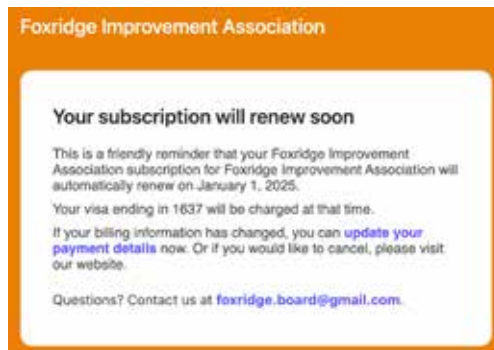 Foxridge Improvement Association
Your subscription will renew soon
This is a friendly reminder that your Foxridge Improvement
Association subscription for Foxridge Improvement Association will
automatically renew on January 1, 2025.
Your visa ending in 1637 will be charged at that time.
If your billing information has changed, you can update your
payment details now. Or if you would like to cancel, please visit
our website.
Questions? Contact us at foxridge.board@gmail.com.